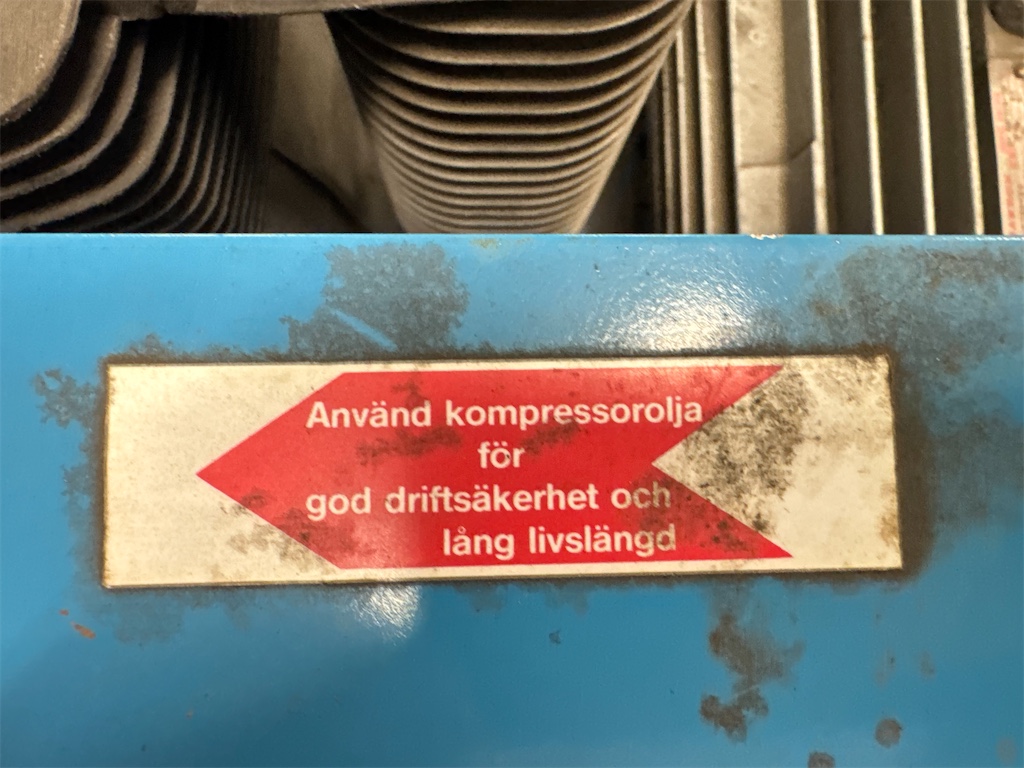 Använd kompressorolja
för
god driftsäkerhet och
lång livslängd